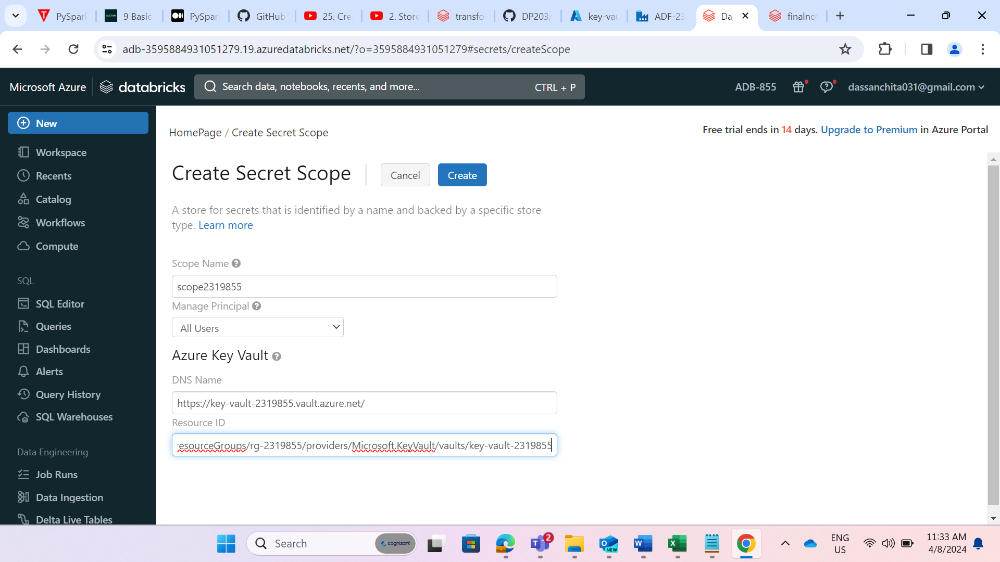 PySpark
9 Basic
PySpark
GitHub
25. Cre
2. Store
transfo
DP203/
key-vau
ADF-23
Da
finalnot
adb-3595884931051279.19.azuredatabricks.net/?o=3595884931051279#secrets/createScope
Microsoft Azure
databricks
Search data, notebooks, recents, and more...
CTRL + P
ADB-855
dassanchita031@gmail.com
New
Workspace
Recents
Catalog
Workflows
Compute
SQL
SQL Editor
Queries
Dashboards
Alerts
Query History
SQL Warehouses
Data Engineering
Job Runs
Data Ingestion
Delta Live Tables
HomePage / Create Secret Scope
Free trial ends in 14 days. Upgrade to Premium in Azure Portal
Create Secret Scope
Cancel
Create
A store for secrets that is identified by a name and backed by a specific store
type. Learn more
Scope Name
scope2319855
Manage Principal
All Users
Azure Key Vault
DNS Name
https://key-vault-2319855.vault.azure.net/
Resource ID
resourceGroups/rg-2319855/providers/Microsoft.KeyVault/vaults/key-vault-2319855
Search
cognizant
2
NEW
ENG
US
11:33 AM
4/8/2024